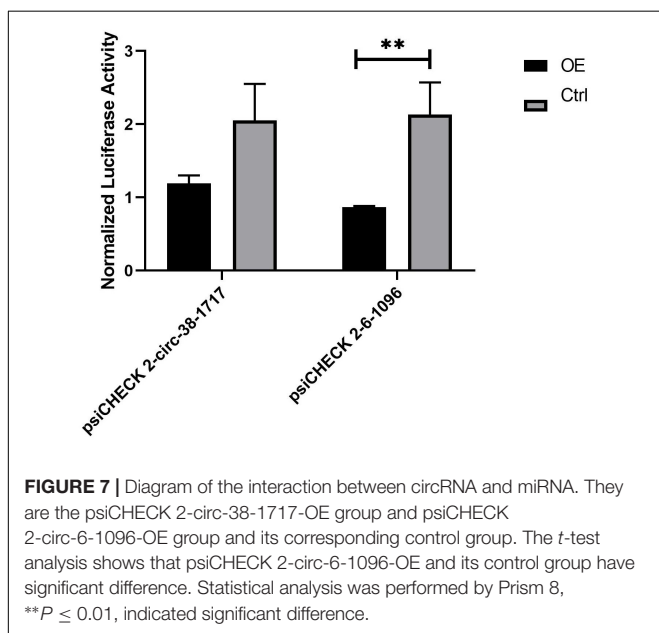 3
2
1
0
Normalized Luciferase Activity
**
OE
Ctrl
psiCHECK 2-circ-38-1717
psiCHECK 2-6-1096
FIGURE 7 | Diagram of the interaction between circRNA and miRNA. They
are the psiCHECK 2-circ-38-1717-OE group and psiCHECK
2-circ-6-1096-OE group and its corresponding control group. The t-test
analysis shows that psiCHECK 2-circ-6-1096-OE and its control group have
significant difference. Statistical analysis was performed by Prism 8,
**P ≤ 0.01, indicated significant difference.